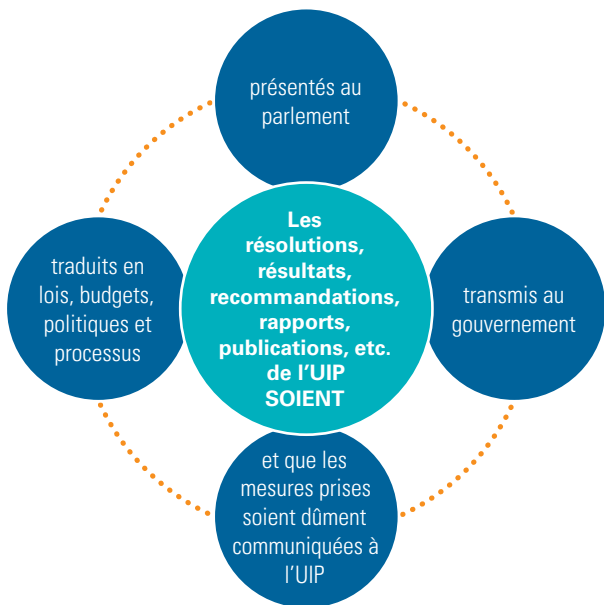 présentés au
parlement
Les
résolutions,
résultats,
recommandations,
rapports,
publications, etc.
de l'UIP
SOIENT
transmis au
gouvernement
traduits en
lois, budgets,
politiques et
processus
et que les
mesures prises
soient dûment
communiquées à
l'UIP